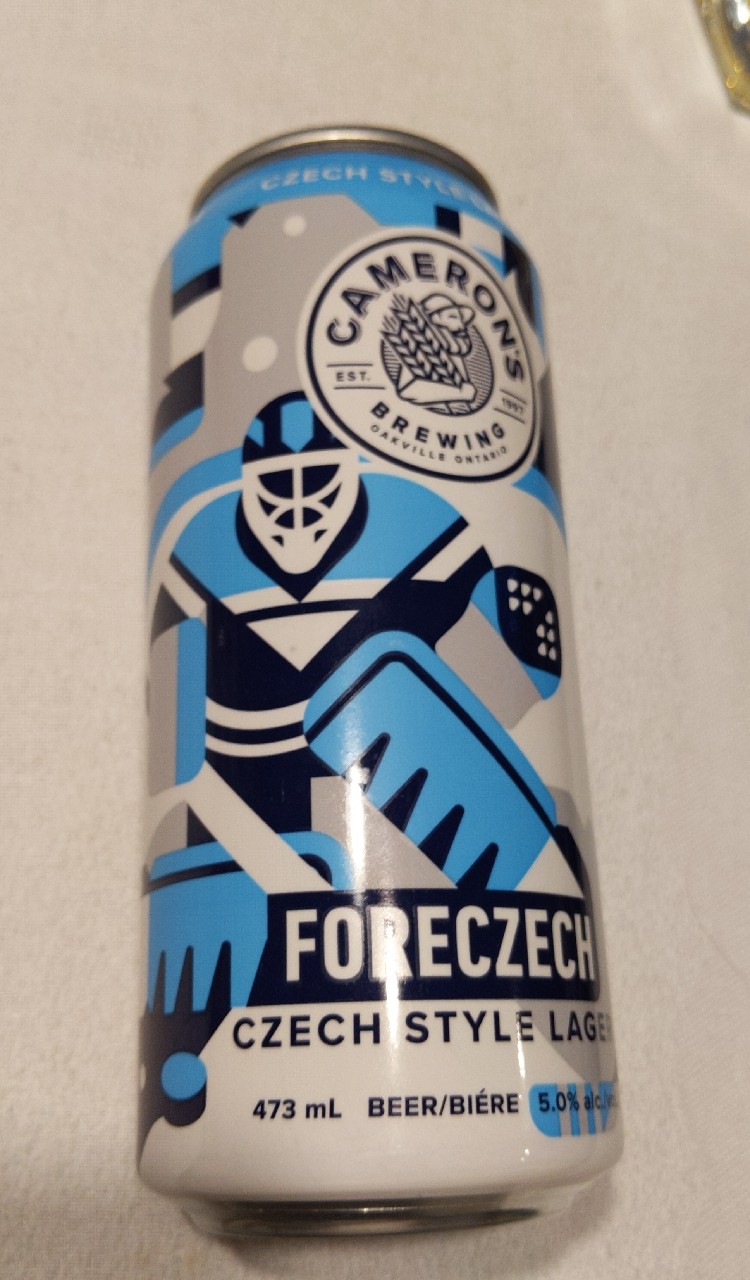 CZECH STYLE
CAMERON'S
EST. 1997
BREWING
OAKVILLE ONTARIO
FORECZECH
CZECH STYLE LAGER
473 mL BEER/BIÉRE 5.0% alc./vol.